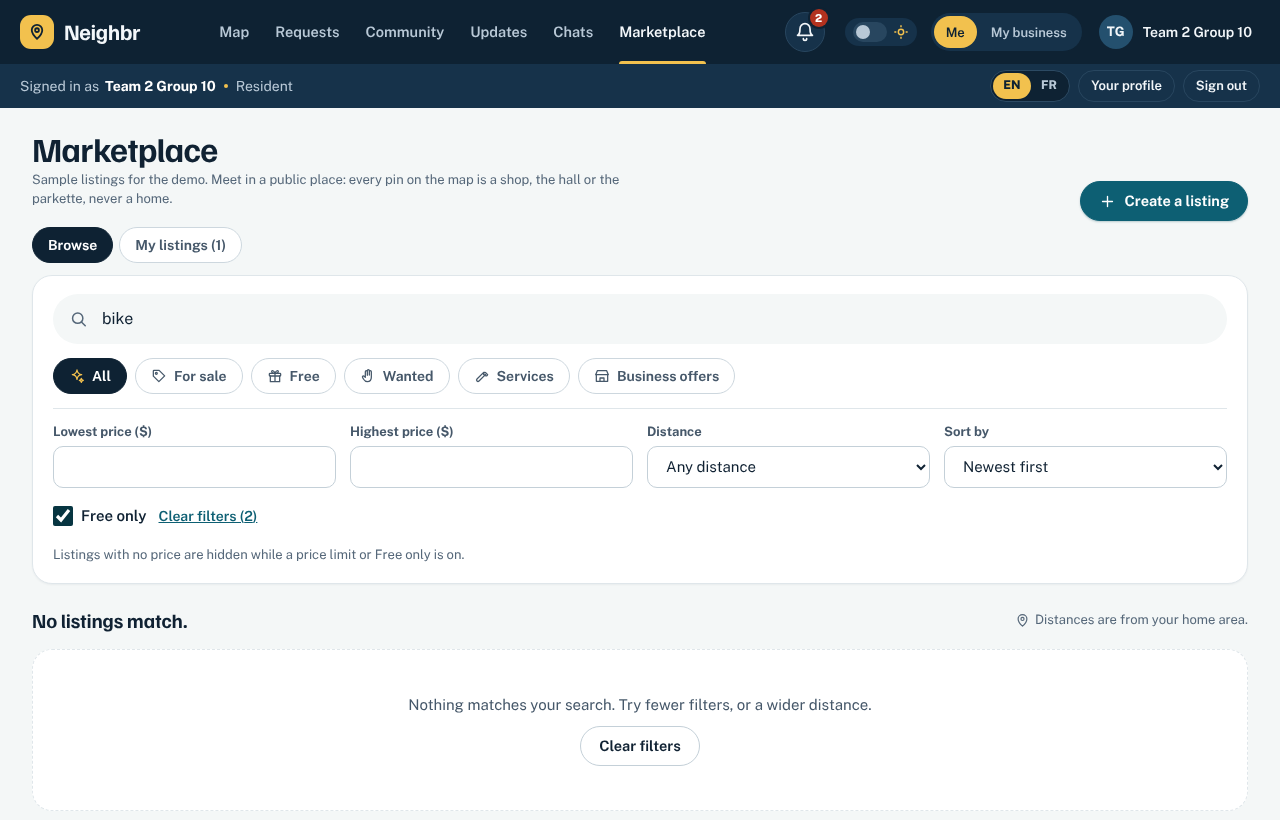 Neighbr
Map
Requests
Community
Updates
Chats
Marketplace
2
Me
My business
TG
Team 2 Group 10
Signed in as Team 2 Group 10 • Resident
EN
FR
Your profile
Sign out
Marketplace
Sample listings for the demo. Meet in a public place: every pin on the map is a shop, the hall or the
parkette, never a home.
Create a listing
Browse
My listings (1)
bike
All
For sale
Free
Wanted
Services
Business offers
Lowest price ($)
Highest price ($)
Distance
Sort by
Any distance
Newest first
Free only
Clear filters (2)
Listings with no price are hidden while a price limit or Free only is on.
No listings match.
Distances are from your home area.
Nothing matches your search. Try fewer filters, or a wider distance.
Clear filters